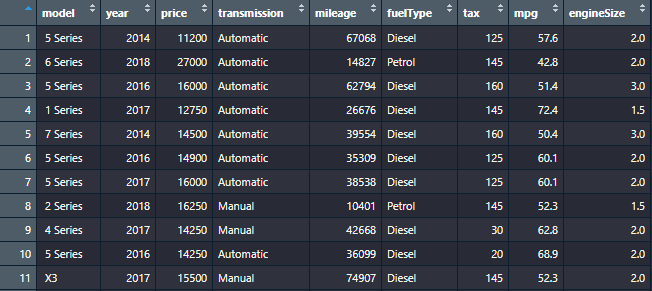 model year price transmission mileage fuelType tax mpg engineSize
1 5 Series 2014 11200 Automatic 67068 Diesel 125 57.6 2.0
2 6 Series 2018 27000 Automatic 14827 Petrol 145 42.8 2.0
3 5 Series 2016 16000 Automatic 62794 Diesel 160 51.4 3.0
4 1 Series 2017 12750 Automatic 26676 Diesel 145 72.4 1.5
5 7 Series 2014 14500 Automatic 39554 Diesel 160 50.4 3.0
6 5 Series 2016 14900 Automatic 35309 Diesel 125 60.1 2.0
7 5 Series 2017 16000 Automatic 38538 Diesel 125 60.1 2.0
8 2 Series 2018 16250 Manual 10401 Petrol 145 52.3 1.5
9 4 Series 2017 14250 Manual 42668 Diesel 30 62.8 2.0
10 5 Series 2016 14250 Automatic 36099 Diesel 20 68.9 2.0
11 X3 2017 15500 Manual 74907 Diesel 145 52.3 2.0